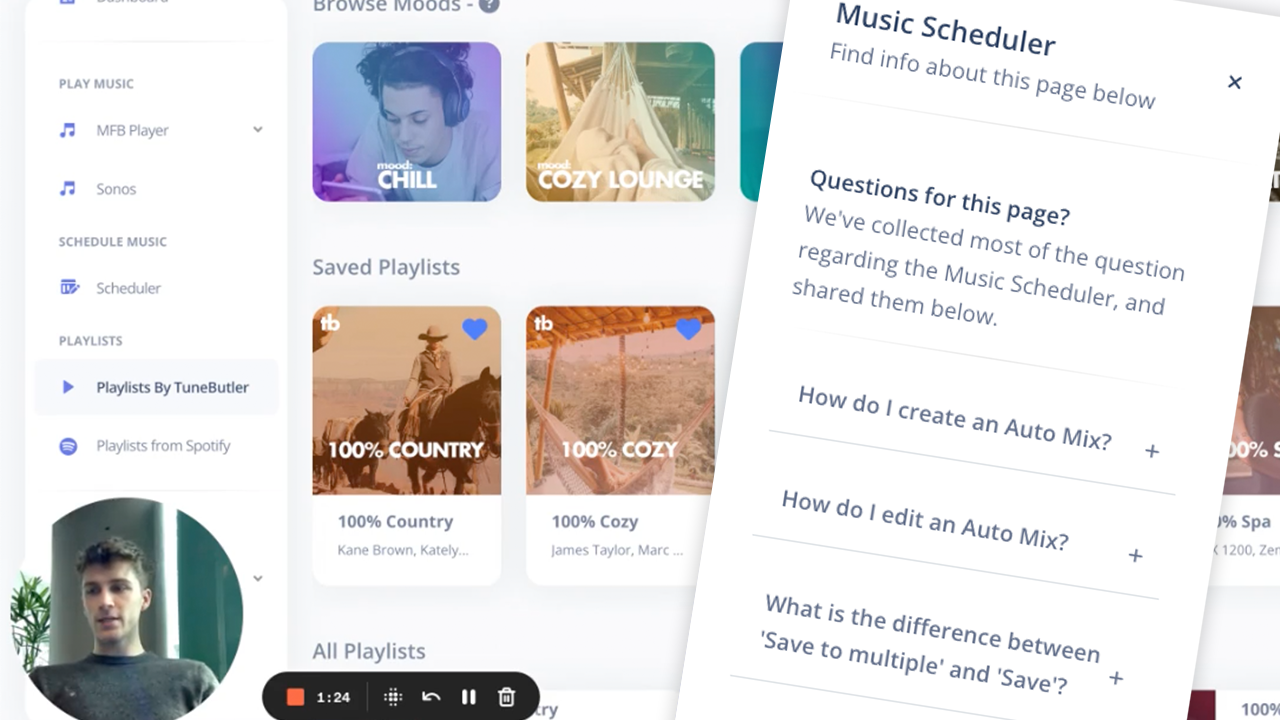 Dashboard
PLAY MUSIC
MFB Player
Sonos
SCHEDULE MUSIC
Scheduler
PLAYLISTS
Playlists By TuneButler
Playlists from Spotify
Browse Moods - ?
mood:
CHILL
mood:
COZY LOUNGE
Saved Playlists
tb
100% COUNTRY
100% Country
Kane Brown, Kately...
tb
100% COZY
100% Cozy
James Taylor, Marc ...
All Playlists
1:24
Music Scheduler
Find info about this page below
Questions for this page?
We've collected most of the question
regarding the Music Scheduler, and
shared them below.
How do I create an Auto Mix?
+
How do I edit an Auto Mix?
+
What is the difference between
'Save to multiple' and 'Save'?
+
0% S
0% Spa
1200, Zen
100%